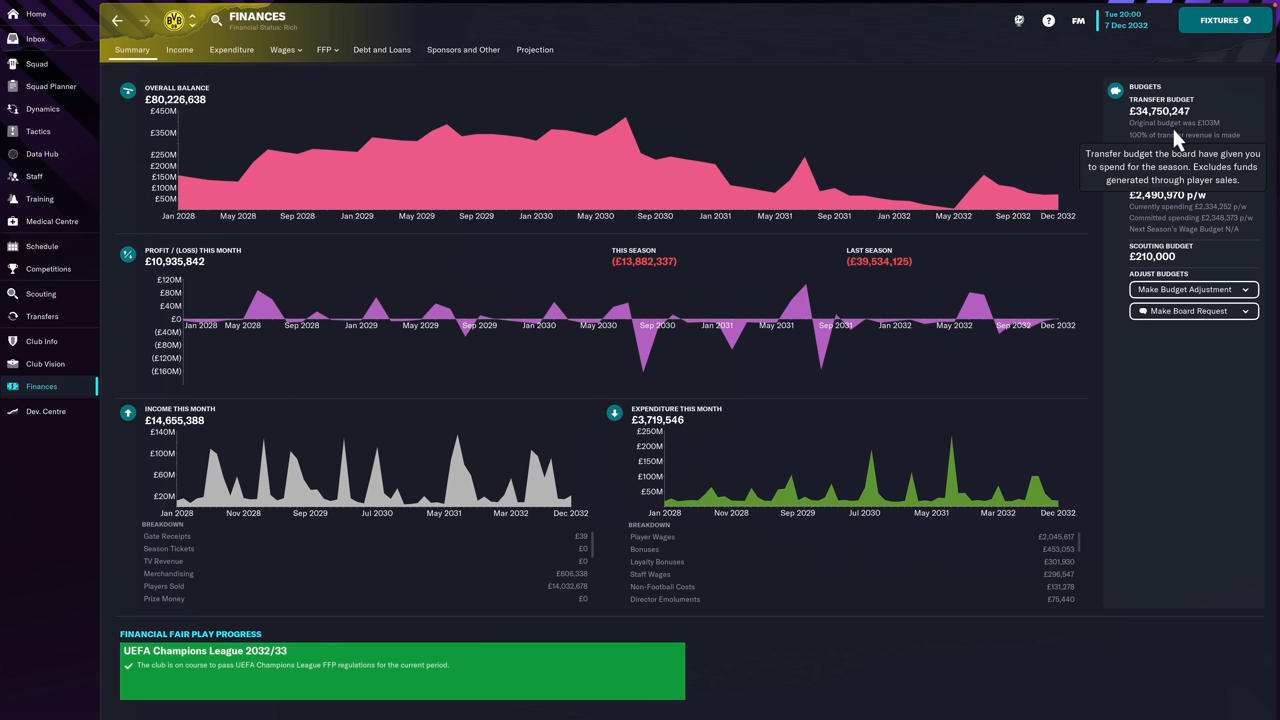 Home
Inbox
Squad
Squad Planner
Dynamics
Tactics
Data Hub
Staff
Training
Medical Centre
Schedule
Competitions
Scouting
Transfers
Club Info
Club Vision
Finances
Dev. Centre
BVB
09
FINANCES
Financial Status: Rich
FM
Tue 20:00
7 Dec 2032
FIXTURES
Summary Income Expenditure Wages FFP Debt and Loans Sponsors and Other Projection
OVERALL BALANCE
£80,226,638
£450M
£350M
£250M
£200M
£150M
£100M
£50M
Jan 2028 May 2028 Sep 2028 Jan 2029 May 2029 Sep 2029 Jan 2030 May 2030 Sep 2030 Jan 2031 May 2031 Sep 2031 Jan 2032 May 2032 Sep 2032 Dec 2032
PROFIT / (LOSS) THIS MONTH
£10,935,842
THIS SEASON
(£13,882,337)
LAST SEASON
(£39,534,125)
£120M
£80M
£40M
£0
(£40M)
(£80M)
(£120M)
(£160M)
Jan 2028 May 2028 Sep 2028 Jan 2029 May 2029 Sep 2029 Jan 2030 May 2030 Sep 2030 Jan 2031 May 2031 Sep 2031 Jan 2032 May 2032 Sep 2032 Dec 2032
INCOME THIS MONTH
£14,655,388
£140M
£100M
£60M
£20M
Jan 2028 Nov 2028 Sep 2029 Jul 2030 May 2031 Mar 2032 Dec 2032
BREAKDOWN
Gate Receipts £39
Season Tickets £0
TV Revenue £0
Merchandising £606,338
Players Sold £14,032,678
Prize Money £0
EXPENDITURE THIS MONTH
£3,719,546
£250M
£200M
£150M
£100M
£50M
Jan 2028 Nov 2028 Sep 2029 Jul 2030 May 2031 Mar 2032 Dec 2032
BREAKDOWN
Player Wages £2,045,617
Bonuses £453,053
Loyalty Bonuses £301,930
Staff Wages £296,547
Non-Football Costs £131,278
Director Emoluments £75,440
FINANCIAL FAIR PLAY PROGRESS
UEFA Champions League 2032/33
The club is on course to pass UEFA Champions League FFP regulations for the current period.
BUDGETS
TRANSFER BUDGET
£34,750,247
Original budget was £103M
100% of transfer revenue is made
Transfer budget the board have given you
to spend for the season. Excludes funds
generated through player sales.
£2,490,970 p/w
Currently spending £2,334,252 p/w
Committed spending £2,348,373 p/w
Next Season's Wage Budget N/A
SCOUTING BUDGET
£210,000
ADJUST BUDGETS
Make Budget Adjustment
Make Board Request